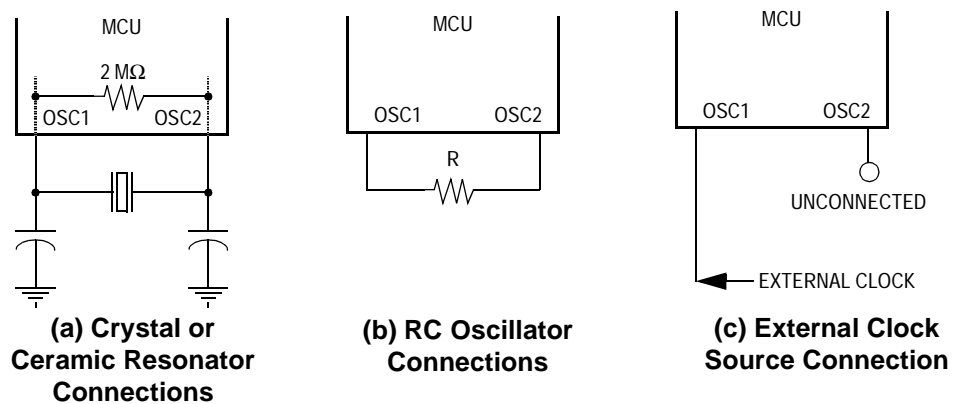 MCU
2 MΩ
OSC1 OSC2
(a) Crystal or
Ceramic Resonator
Connections
MCU
OSC1 OSC2
R
(b) RC Oscillator
Connections
MCU
OSC1 OSC2
UNCONNECTED
EXTERNAL CLOCK
(c) External Clock
Source Connection